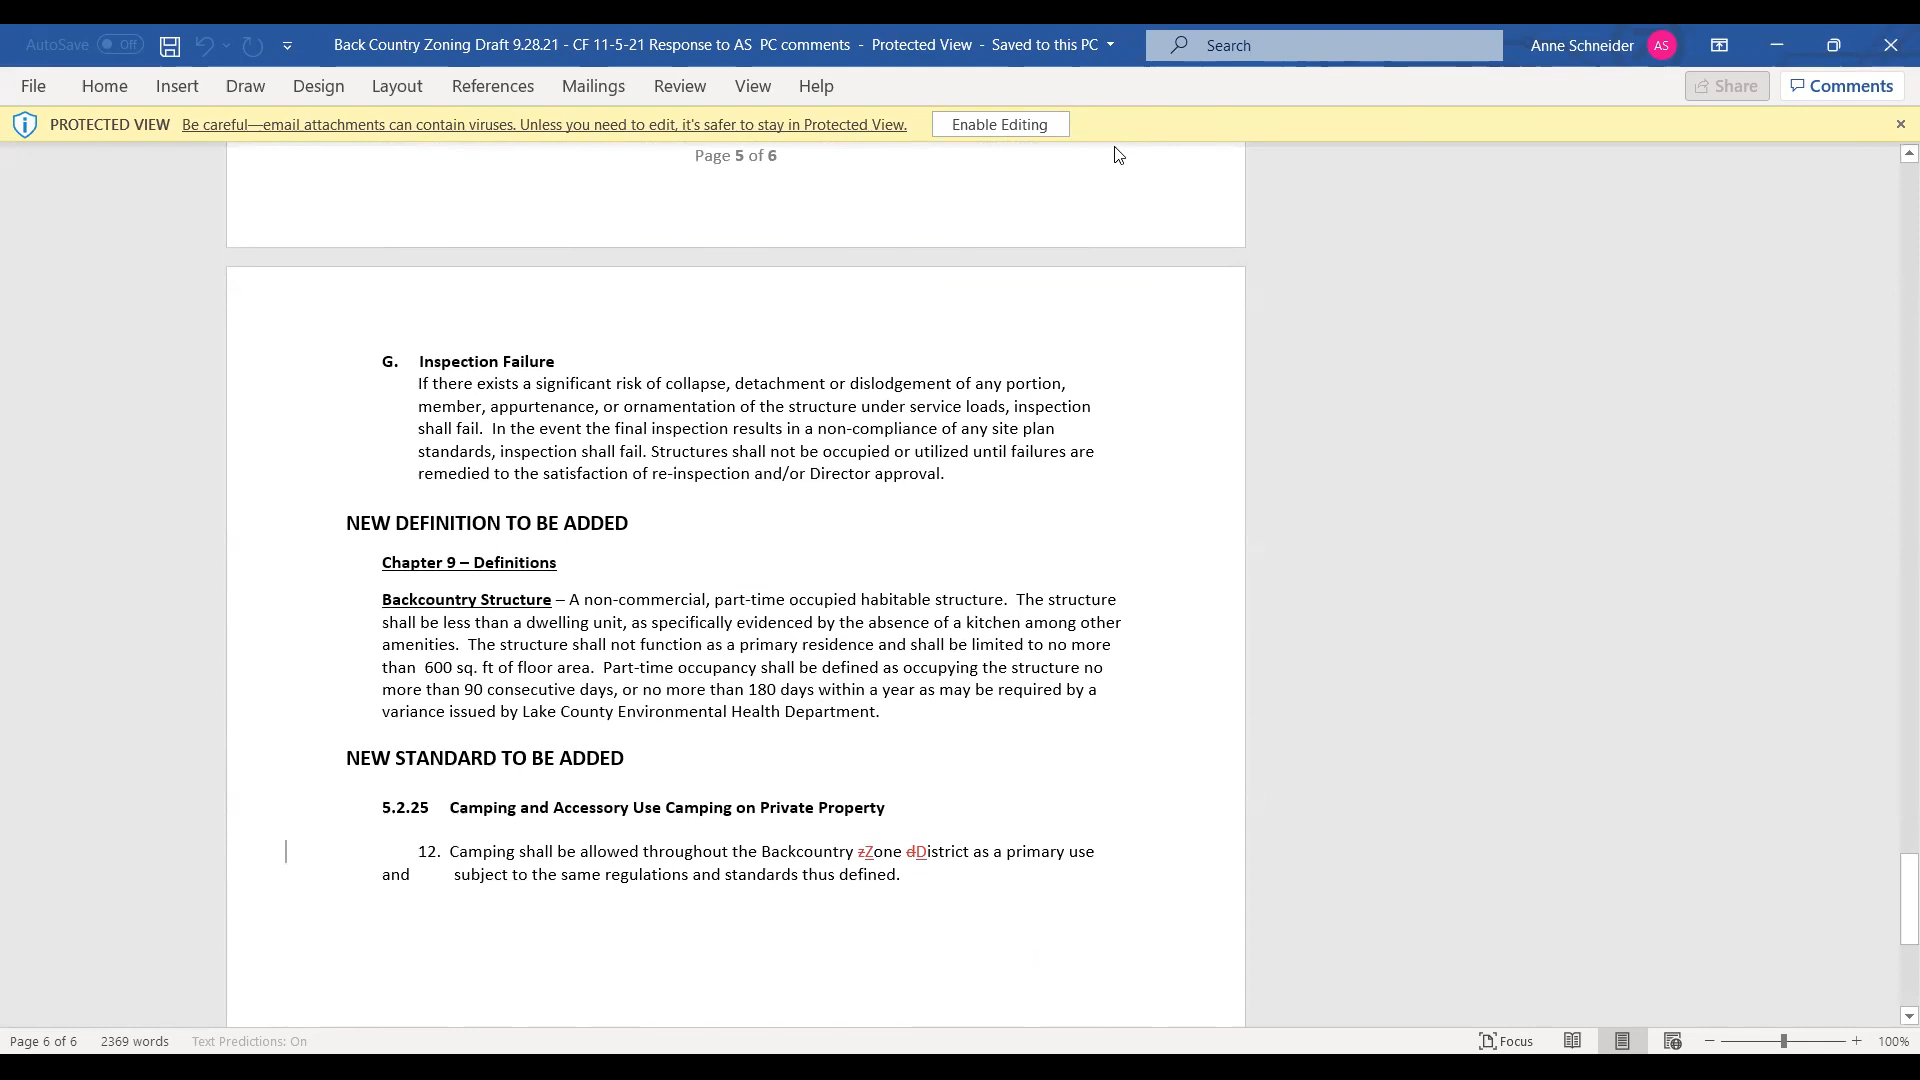 AutoSave Off Back Country Zoning Draft 9.28.21 - CF 11-5-21 Response to AS PC comments - Protected View - Saved to this PC Search Anne Schneider AS
File Home Insert Draw Design Layout References Mailings Review View Help Share Comments
PROTECTED VIEW Be careful—email attachments can contain viruses. Unless you need to edit, it's safer to stay in Protected View. Enable Editing
Page 5 of 6
G. Inspection Failure
If there exists a significant risk of collapse, detachment or dislodgement of any portion,
member, appurtenance, or ornamentation of the structure under service loads, inspection
shall fail. In the event the final inspection results in a non-compliance of any site plan
standards, inspection shall fail. Structures shall not be occupied or utilized until failures are
remedied to the satisfaction of re-inspection and/or Director approval.
NEW DEFINITION TO BE ADDED
Chapter 9 – Definitions
Backcountry Structure – A non-commercial, part-time occupied habitable structure. The structure
shall be less than a dwelling unit, as specifically evidenced by the absence of a kitchen among other
amenities. The structure shall not function as a primary residence and shall be limited to no more
than 600 sq. ft of floor area. Part-time occupancy shall be defined as occupying the structure no
more than 90 consecutive days, or no more than 180 days within a year as may be required by a
variance issued by Lake County Environmental Health Department.
NEW STANDARD TO BE ADDED
5.2.25 Camping and Accessory Use Camping on Private Property
12. Camping shall be allowed throughout the Backcountry zZone dDistrict as a primary use
and subject to the same regulations and standards thus defined.
Page 6 of 6 2369 words Text Predictions: On Focus 100%